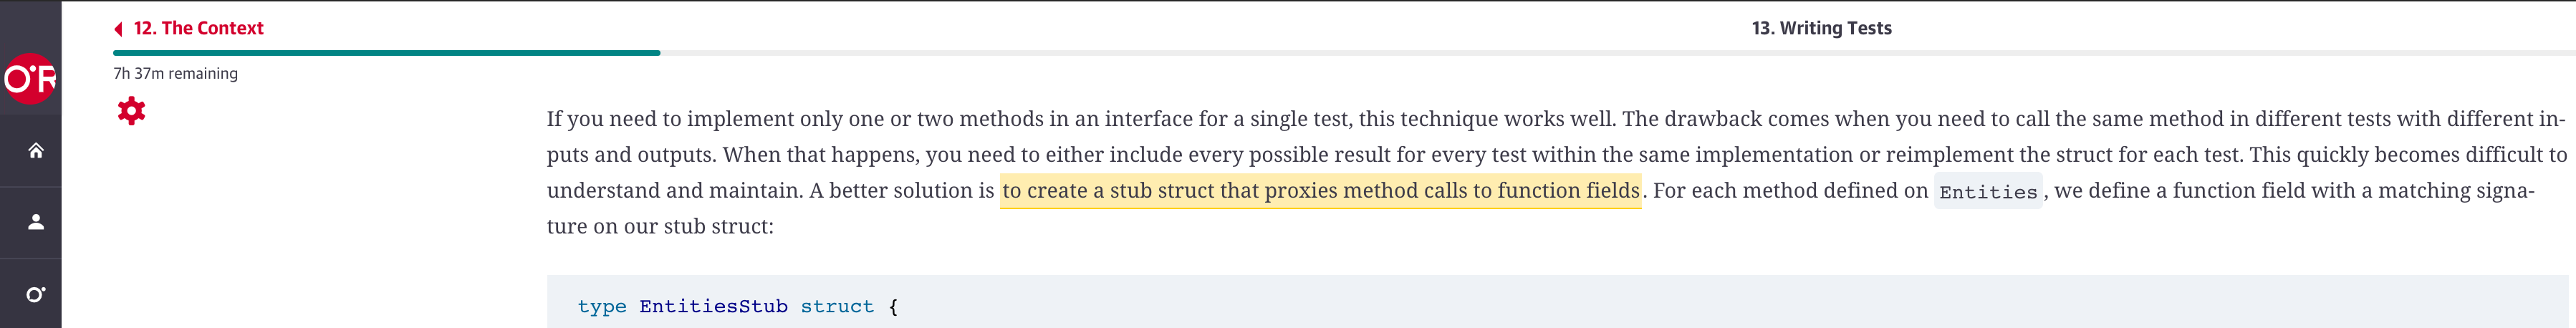 12. The Context
13. Writing Tests
7h 37m remaining
O'R
If you need to implement only one or two methods in an interface for a single test, this technique works well. The drawback comes when you need to call the same method in different tests with different in-
puts and outputs. When that happens, you need to either include every possible result for every test within the same implementation or reimplement the struct for each test. This quickly becomes difficult to
understand and maintain. A better solution is to create a stub struct that proxies method calls to function fields. For each method defined on Entities, we define a function field with a matching signa-
ture on our stub struct:
type EntitiesStub struct {